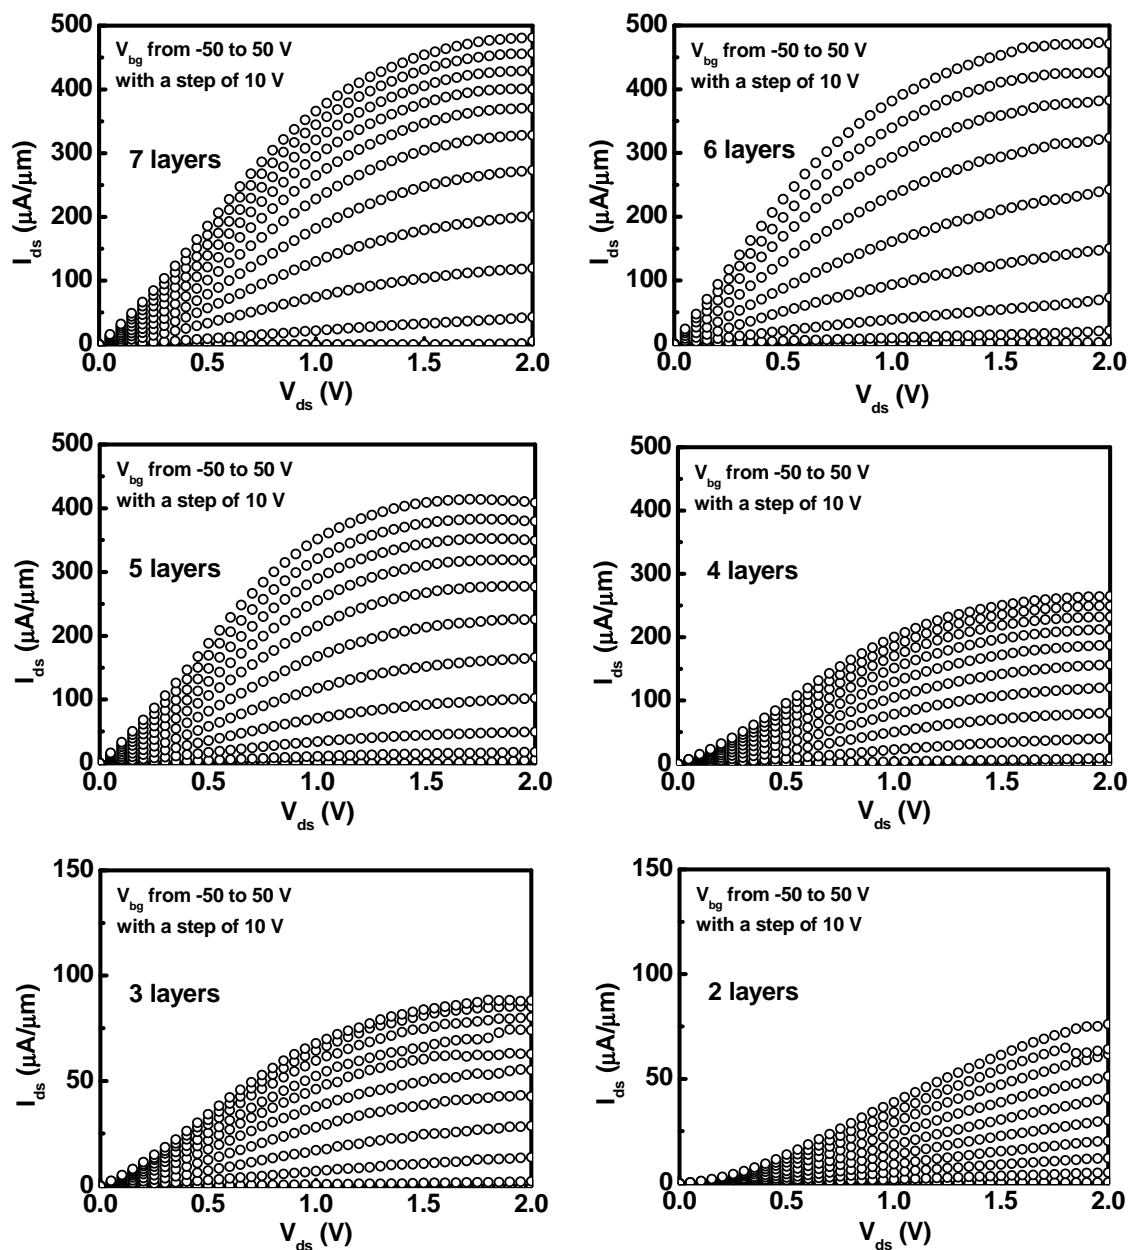 500
400
300
200
100
0
I_ds (μA/μm)
V_bg from -50 to 50 V
with a step of 10 V
7 layers
0.0 0.5 1.0 1.5 2.0
V_ds (V)
500
400
300
200
100
0
I_ds (μA/μm)
V_bg from -50 to 50 V
with a step of 10 V
6 layers
0.0 0.5 1.0 1.5 2.0
V_ds (V)
500
400
300
200
100
0
I_ds (μA/μm)
V_bg from -50 to 50 V
with a step of 10 V
5 layers
0.0 0.5 1.0 1.5 2.0
V_ds (V)
500
400
300
200
100
0
I_ds (μA/μm)
V_bg from -50 to 50 V
with a step of 10 V
4 layers
0.0 0.5 1.0 1.5 2.0
V_ds (V)
150
100
50
0
I_ds (μA/μm)
V_bg from -50 to 50 V
with a step of 10 V
3 layers
0.0 0.5 1.0 1.5 2.0
V_ds (V)
150
100
50
0
I_ds (μA/μm)
V_bg from -50 to 50 V
with a step of 10 V
2 layers
0.0 0.5 1.0 1.5 2.0
V_ds (V)